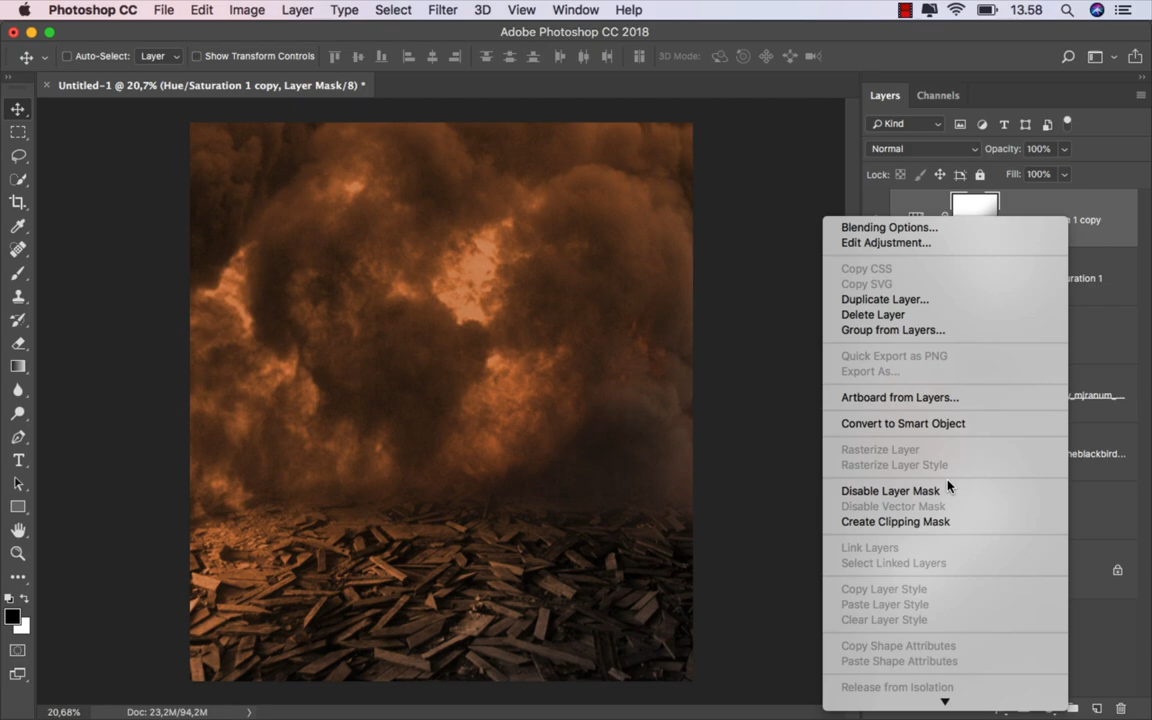 Photoshop CC File Edit Image Layer Type Select Filter 3D View Window Help 13.58
Adobe Photoshop CC 2018
Auto-Select: Layer Show Transform Controls 3D Mode:
Untitled-1 @ 20,7% (Hue/Saturation 1 copy, Layer Mask/8) *
Layers Channels
Kind
Normal Opacity: 100%
Lock: Fill: 100%
1 copy
Blending Options...
Edit Adjustment...
Copy CSS
uration 1
Copy SVG
Duplicate Layer...
Delete Layer
Group from Layers...
Quick Export as PNG
Export As...
Artboard from Layers...
y_mjranum_...
Convert to Smart Object
Rasterize Layer
neblackbird...
Rasterize Layer Style
Disable Layer Mask
Disable Vector Mask
Create Clipping Mask
Link Layers
Select Linked Layers
Copy Layer Style
Paste Layer Style
Clear Layer Style
Copy Shape Attributes
Paste Shape Attributes
Release from Isolation
20,68% Doc: 23,2M/94,2M